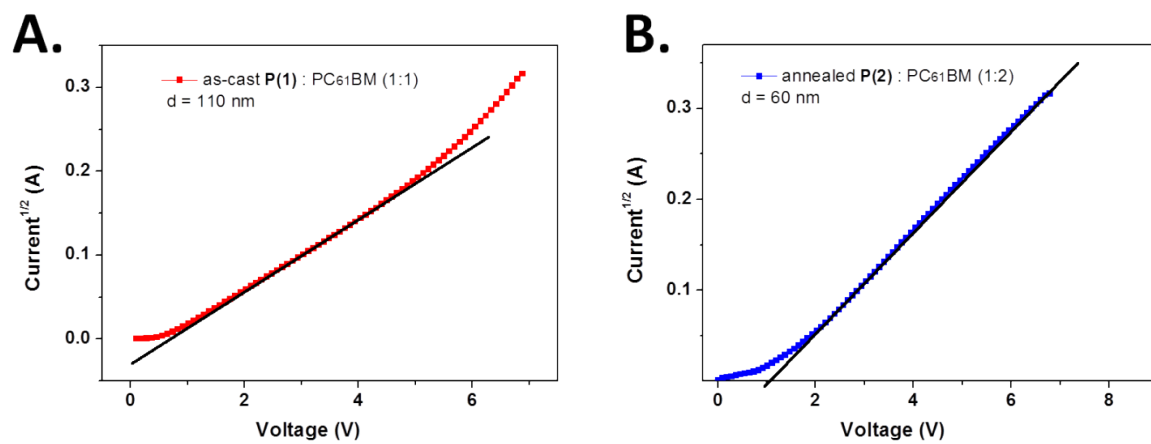 A.
0.3
0.2
0.1
0.0
0
2
4
6
Current1/2 (A)
Voltage (V)
as-cast P(1) : PC61BM (1:1)
d = 110 nm
B.
0.3
0.2
0.1
0
2
4
6
8
Current1/2 (A)
Voltage (V)
annealed P(2) : PC61BM (1:2)
d = 60 nm